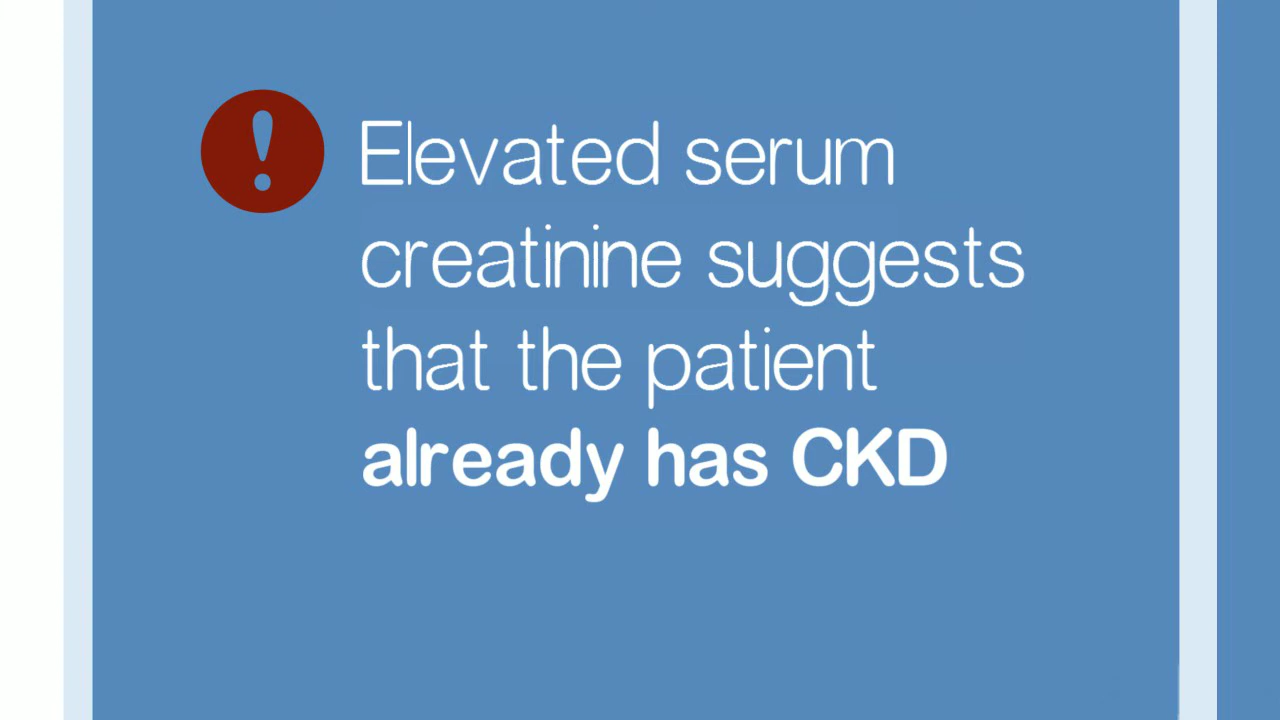 Elevated serum
creatinine suggests
that the patient
already has CKD